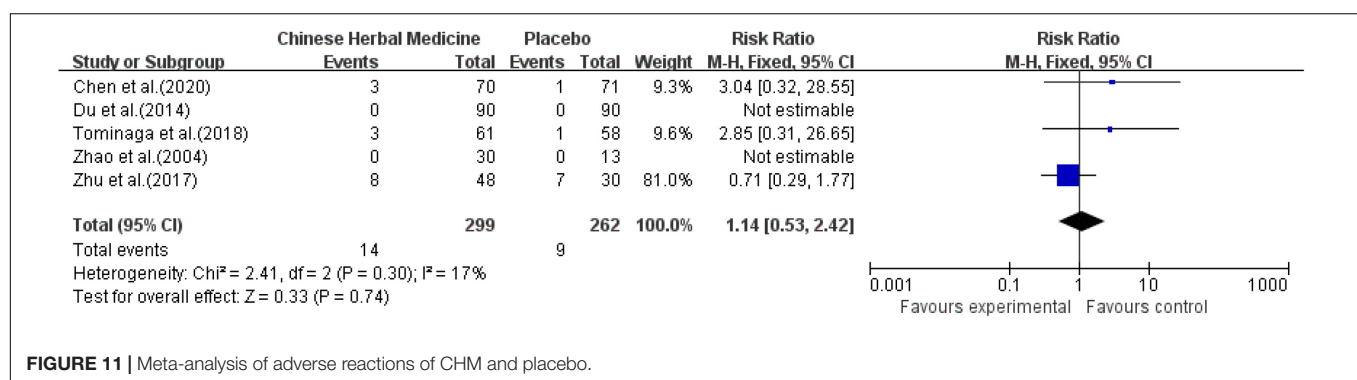 Chinese Herbal Medicine Placebo Risk Ratio Risk Ratio
Study or Subgroup Events Total Events Total Weight M-H, Fixed, 95% CI M-H, Fixed, 95% CI
Chen et al.(2020) 3 70 1 71 9.3% 3.04 [0.32, 28.55]
Du et al.(2014) 0 90 0 90 Not estimable
Tominaga et al.(2018) 3 61 1 58 9.6% 2.85 [0.31, 26.65]
Zhao et al.(2004) 0 30 0 13 Not estimable
Zhu et al.(2017) 8 48 7 30 81.0% 0.71 [0.29, 1.77]
Total (95% CI) 299 262 100.0% 1.14 [0.53, 2.42]
Total events 14 9
Heterogeneity: Chi² = 2.41, df = 2 (P = 0.30); I² = 17%
Test for overall effect: Z = 0.33 (P = 0.74)
0.001 0.1 1 10 1000
Favours experimental Favours control
FIGURE 11 | Meta-analysis of adverse reactions of CHM and placebo.